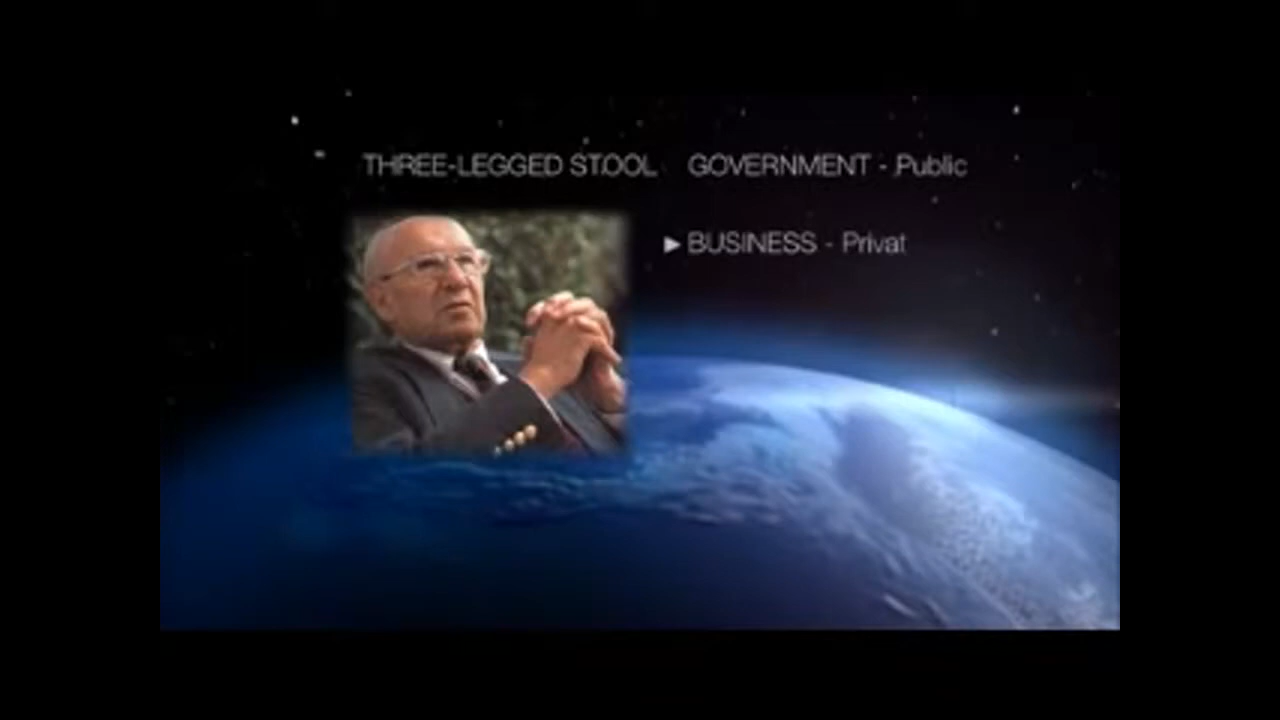 THREE-LEGGED STOOL GOVERNMENT - Public
►BUSINESS - Privat